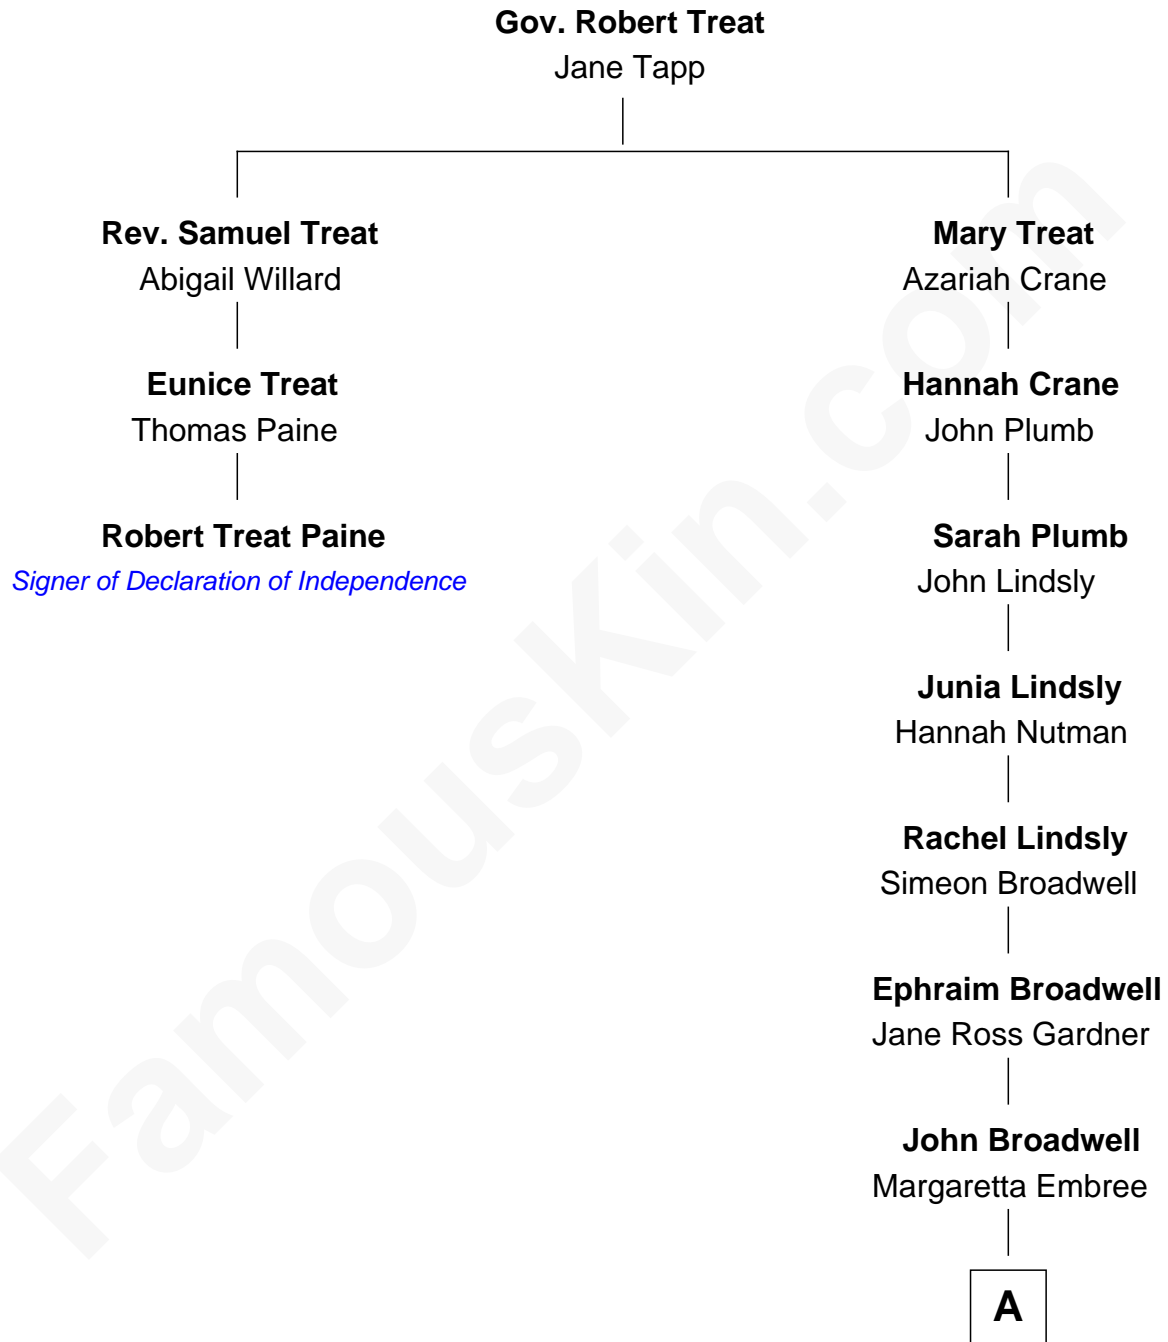 Gov. Robert Treat
Jane Tapp
Rev. Samuel Treat
Abigail Willard
Mary Treat
Azariah Crane
Eunice Treat
Thomas Paine
Hannah Crane
John Plumb
Robert Treat Paine
Signer of Declaration of Independence
Sarah Plumb
John Lindsly
Junia Lindsly
Hannah Nutman
Rachel Lindsly
Simeon Broadwell
Ephraim Broadwell
Jane Ross Gardner
John Broadwell
Margaretta Embree
A
FamousKin.com